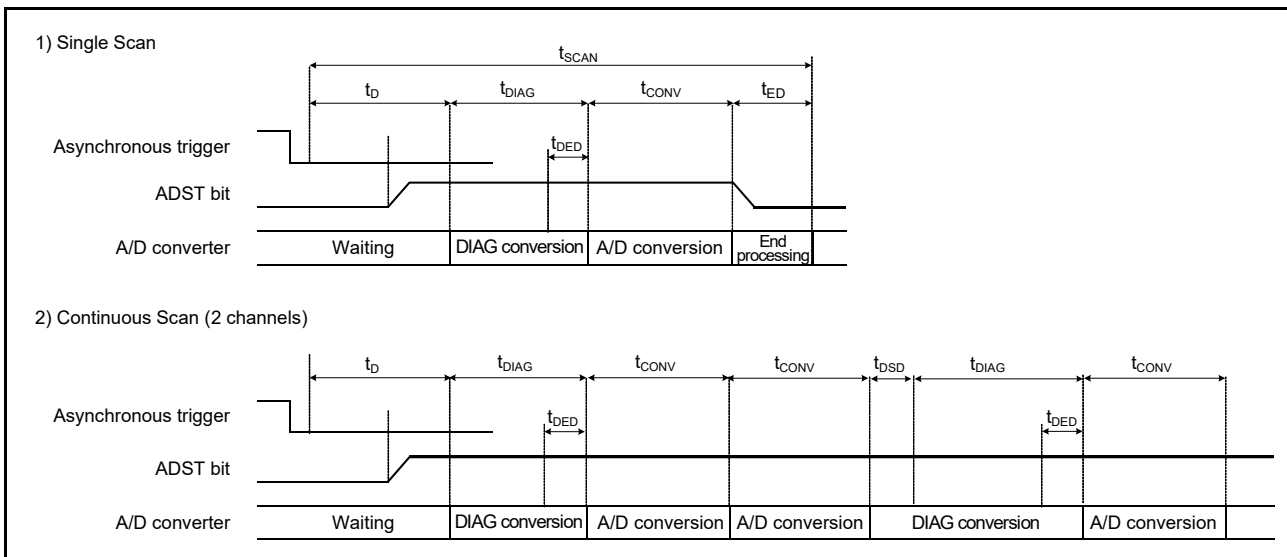 1) Single Scan
tSCAN
tD tDIAG tCONV tED
Asynchronous trigger
tDED
ADST bit
A/D converter Waiting DIAG conversion A/D conversion End processing
2) Continuous Scan (2 channels)
tD tDIAG tCONV tCONV tDSD tDIAG tCONV
Asynchronous trigger
tDED tDED
ADST bit
A/D converter Waiting DIAG conversion A/D conversion A/D conversion DIAG conversion A/D conversion